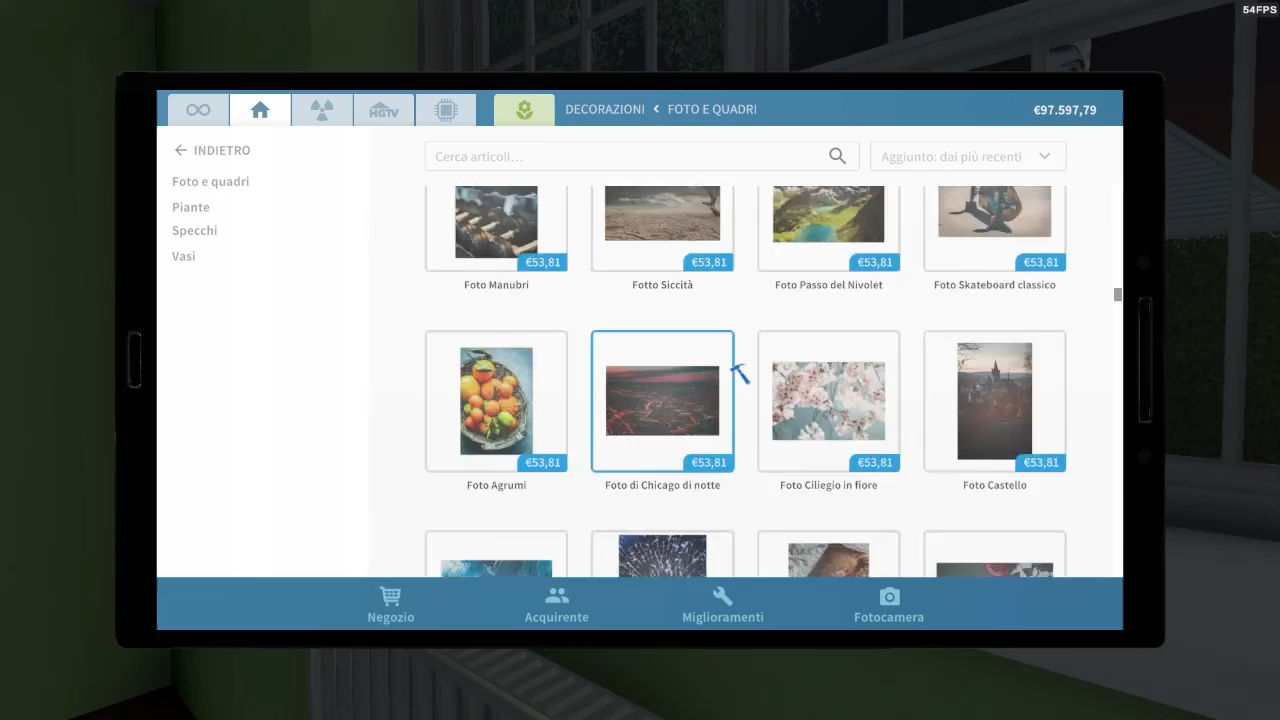 54FPS
HGTV
DECORAZIONI < FOTO E QUADRI
€97.597,79
INDIETRO
Foto e quadri
Piante
Specchi
Vasi
Cerca articoli...
Aggiunto: dai più recenti
€53,81 €53,81 €53,81 €53,81
Foto Manubri Fotto Siccità Foto Passo del Nivolet Foto Skateboard classico
€53,81 €53,81 €53,81 €53,81
Foto Agrumi Foto di Chicago di notte Foto Ciliegio in fiore Foto Castello
Negozio Acquirente Miglioramenti Fotocamera